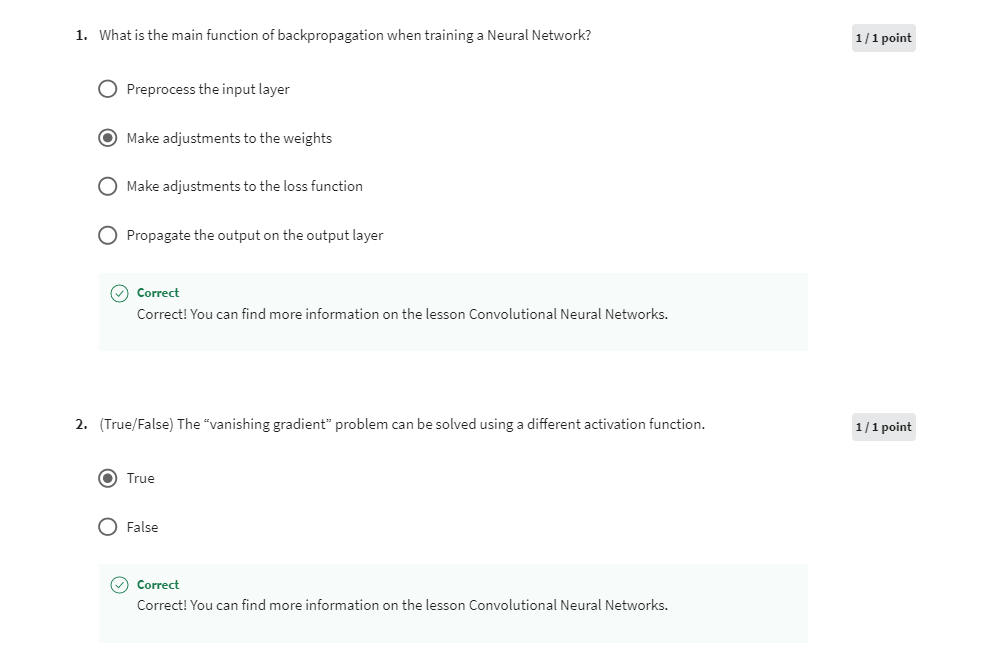 1. What is the main function of backpropagation when training a Neural Network?
1 / 1 point
Preprocess the input layer
Make adjustments to the weights
Make adjustments to the loss function
Propagate the output on the output layer
Correct
Correct! You can find more information on the lesson Convolutional Neural Networks.
2. (True/False) The “vanishing gradient” problem can be solved using a different activation function.
1 / 1 point
True
False
Correct
Correct! You can find more information on the lesson Convolutional Neural Networks.